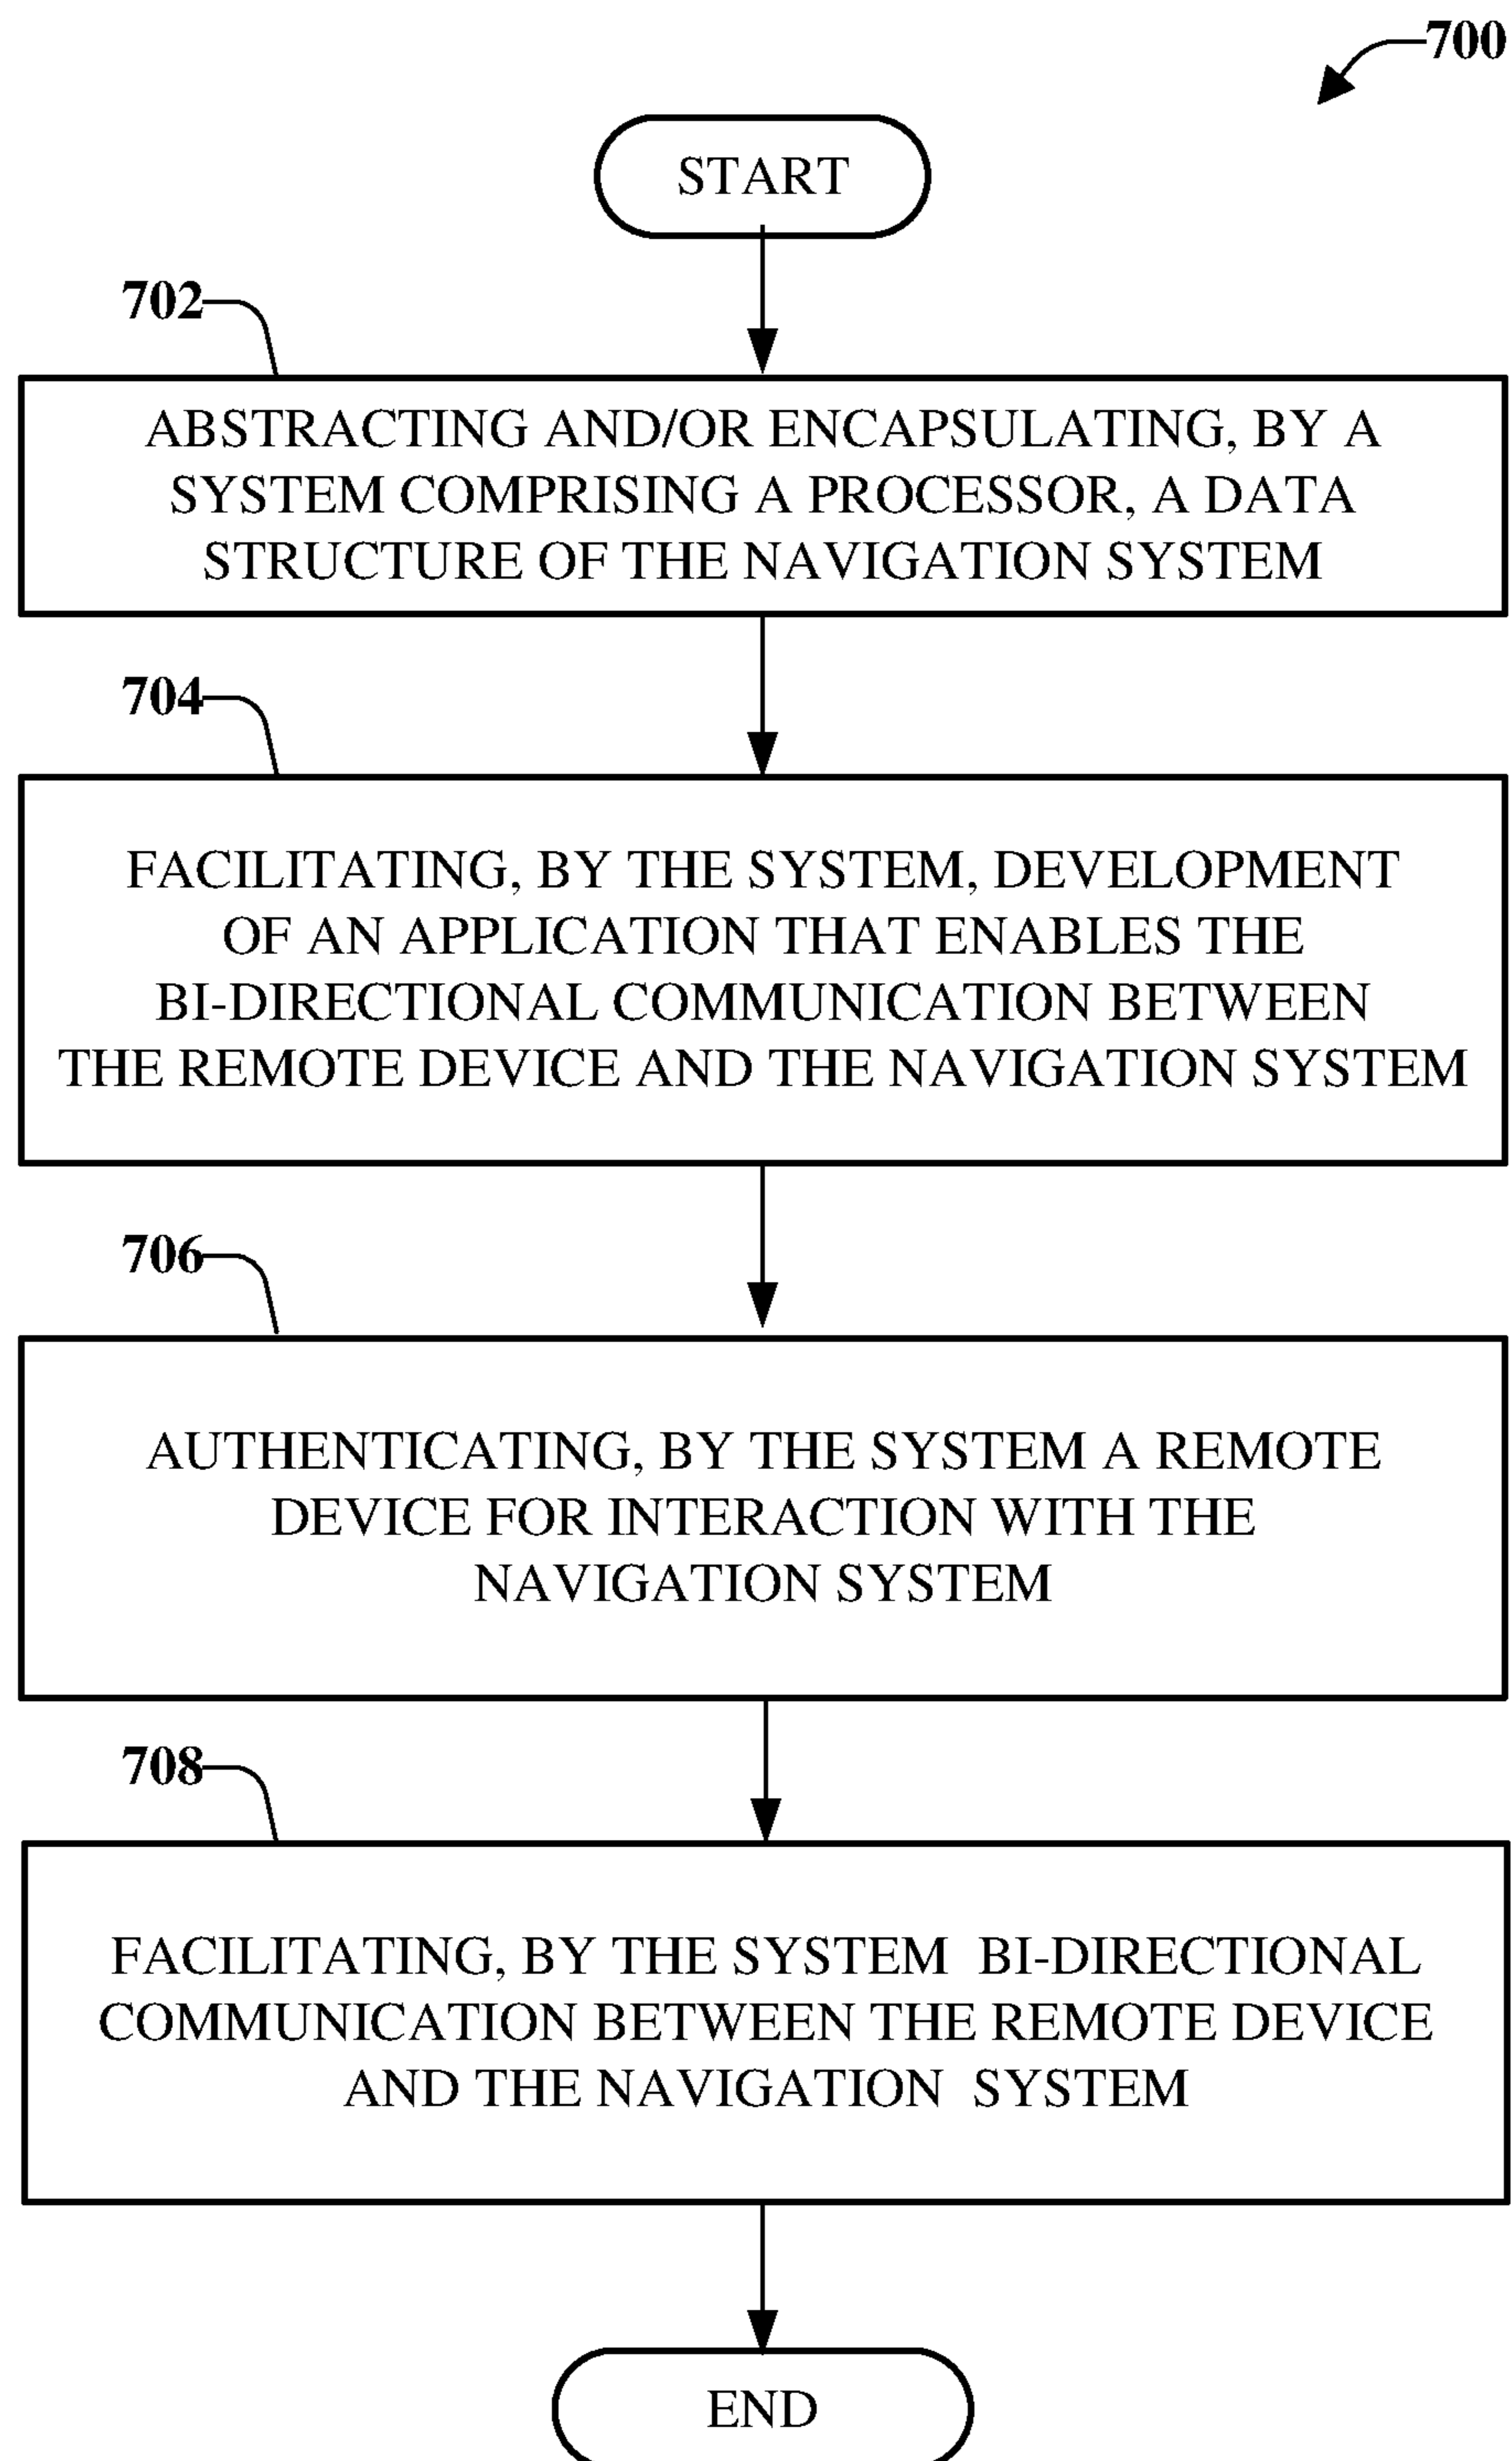 700
START
702
ABSTRACTING AND/OR ENCAPSULATING, BY A
SYSTEM COMPRISING A PROCESSOR, A DATA
STRUCTURE OF THE NAVIGATION SYSTEM
704
FACILITATING, BY THE SYSTEM, DEVELOPMENT
OF AN APPLICATION THAT ENABLES THE
BI-DIRECTIONAL COMMUNICATION BETWEEN
THE REMOTE DEVICE AND THE NAVIGATION SYSTEM
706
AUTHENTICATING, BY THE SYSTEM A REMOTE
DEVICE FOR INTERACTION WITH THE
NAVIGATION SYSTEM
708
FACILITATING, BY THE SYSTEM BI-DIRECTIONAL
COMMUNICATION BETWEEN THE REMOTE DEVICE
AND THE NAVIGATION SYSTEM
END